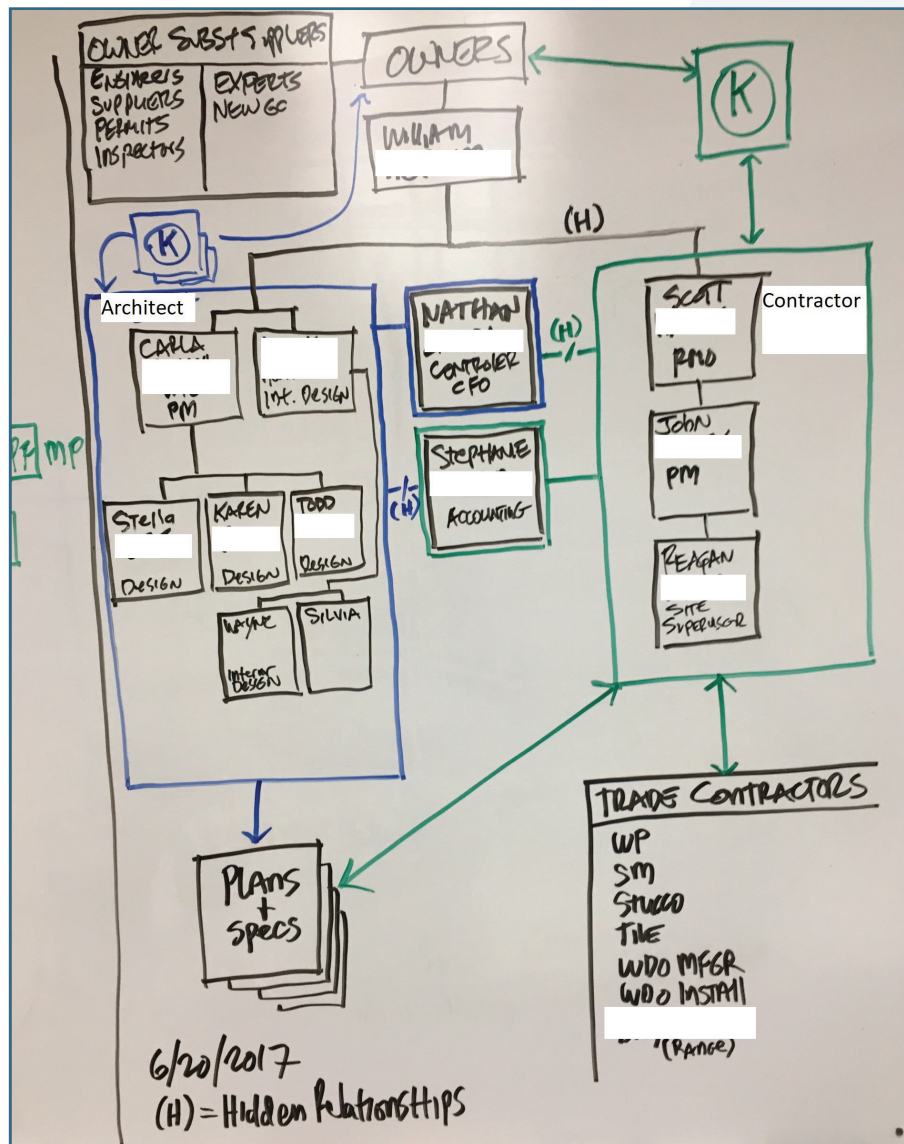 OWNER SUBS + SUPPLIERS
ENGINEERS
SUPPLIERS
PERMITS
INSPECTORS
EXPERTS
NEW GC
OWNERS
K
WILLIAM
(H)
K
Architect
CARLA
PM
INT. DESIGN
NATHAN
CONTROLER
CFO
(H)
SCOTT
RMO
Contractor
JOHN
PM
REAGAN
SITE
SUPERVISOR
STEPHANIE
ACCOUNTING
(H)
Stella
DESIGN
KAREN
DESIGN
TODD
DESIGN
WAYNE
Interior
DESIGN
SILVIA
MP
PLANS
+
SPECS
TRADE CONTRACTORS
WP
SM
STUCCO
TILE
WDO MFGR
WDO INSTALL
(RANGE)
6/20/2017
(H) = Hidden Relationships